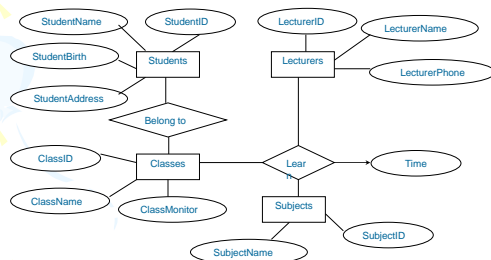 StudentName
StudentID
LecturerID
LecturerName
StudentBirth
Students
Lecturers
LecturerPhone
StudentAddress
Belong to
ClassID
Classes
Lear
n
Time
ClassName
ClassMonitor
Subjects
SubjectID
SubjectName